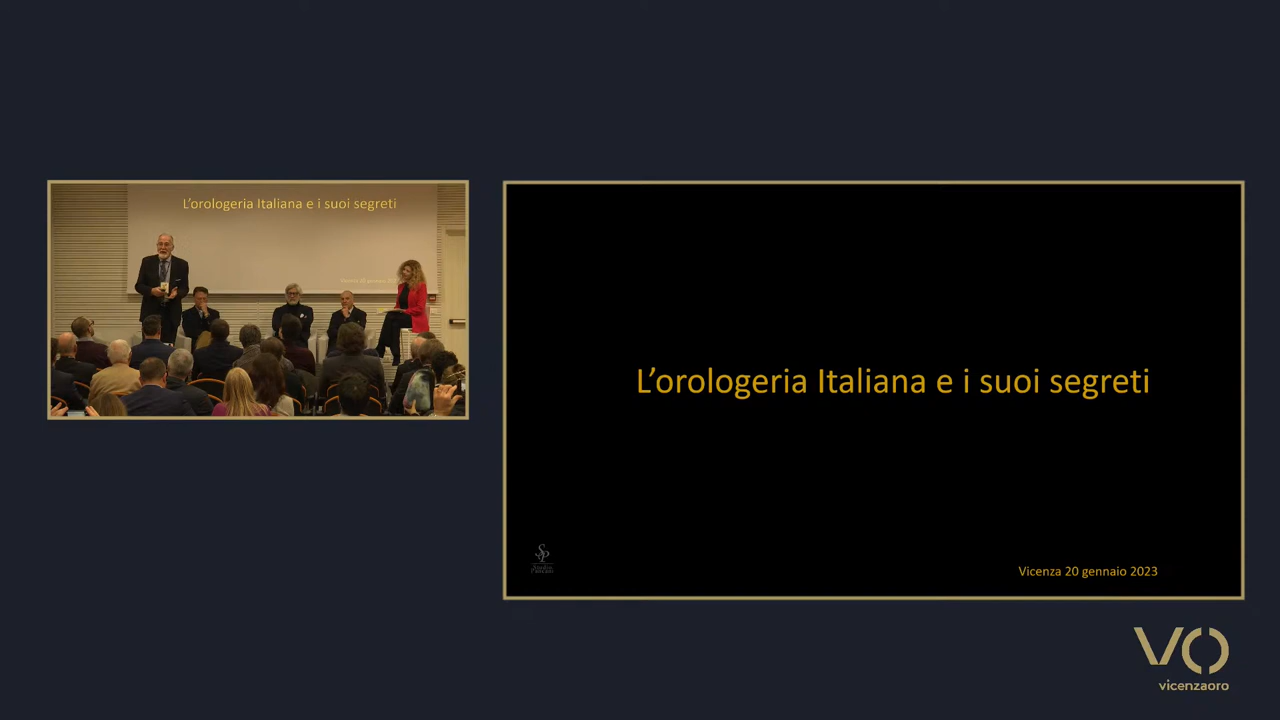 L'orologeria Italiana e i suoi segreti
L'orologeria Italiana e i suoi segreti
Vicenza 20 gennaio 2023
VO
vicenzaoro